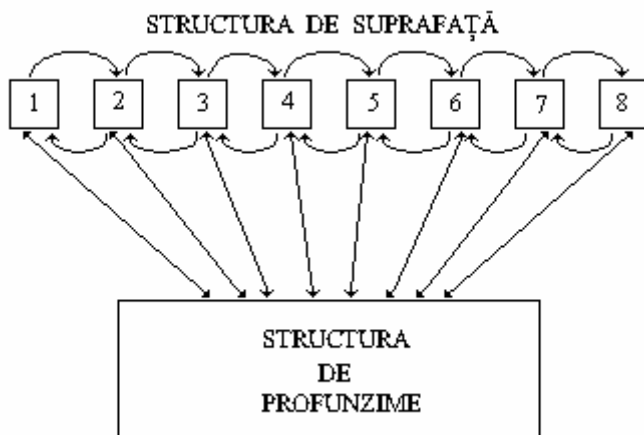 STRUCTURA DE SUPRAFAȚĂ
1 2 3 4 5 6 7 8
STRUCTURA
DE
PROFUNZIME